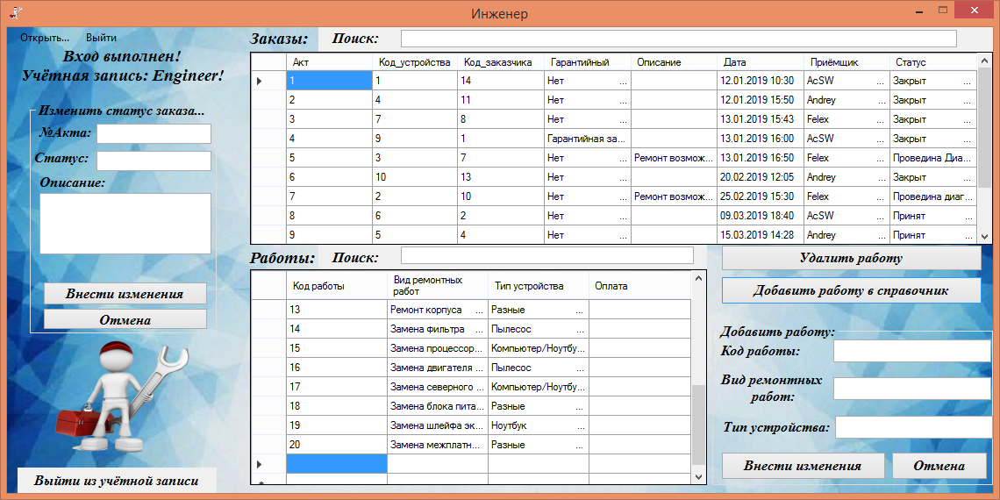 Инженер
Открыть... Выйти
Вход выполнен!
Учётная запись: Engineer!
Изменить статус заказа...
№Акта:
Статус:
Описание:
Внести изменения
Отмена
Выйти из учётной записи
Заказы: Поиск:
Акт Код_устройства Код_заказчика Гарантийный Описание Дата Приёмщик Статус
1 1 14 Нет ... 12.01.2019 10:30 AcSW ... Закрыт ...
2 4 11 Нет ... 12.01.2019 15:50 Andrey ... Закрыт ...
3 7 8 Нет ... 13.01.2019 15:43 Felex ... Закрыт ...
4 9 1 Гарантийная за... 13.01.2019 16:00 AcSW ... Закрыт ...
5 3 7 Нет ... Ремонт возмож... 13.01.2019 16:50 Felex ... Проведина Диа...
6 10 13 Нет ... 20.02.2019 12:05 Andrey ... Закрыт ...
7 2 10 Нет ... Ремонт возмож... 25.02.2019 15:30 Felex ... Проведина диаг...
8 6 2 Нет ... 09.03.2019 18:40 AcSW ... Принят ...
9 5 4 Нет ... 15.03.2019 14:28 Andrey ... Принят ...
Работы: Поиск:
Код работы Вид ремонтных работ Тип устройства Оплата
13 Ремонт корпуса ... Разные ...
14 Замена фильтра ... Пылесос ...
15 Замена процессор... Компьютер/Ноутбу...
16 Замена двигателя ... Пылесос ...
17 Замена северного ... Компьютер/Ноутбу...
18 Замена блока пита... Разные ...
19 Замена шлейфа эк... Ноутбук ...
20 Замена межплатн... Разные ...
Удалить работу
Добавить работу в справочник
Добавить работу:
Код работы:
Вид ремонтных
работ:
Тип устройства:
Внести изменения Отмена